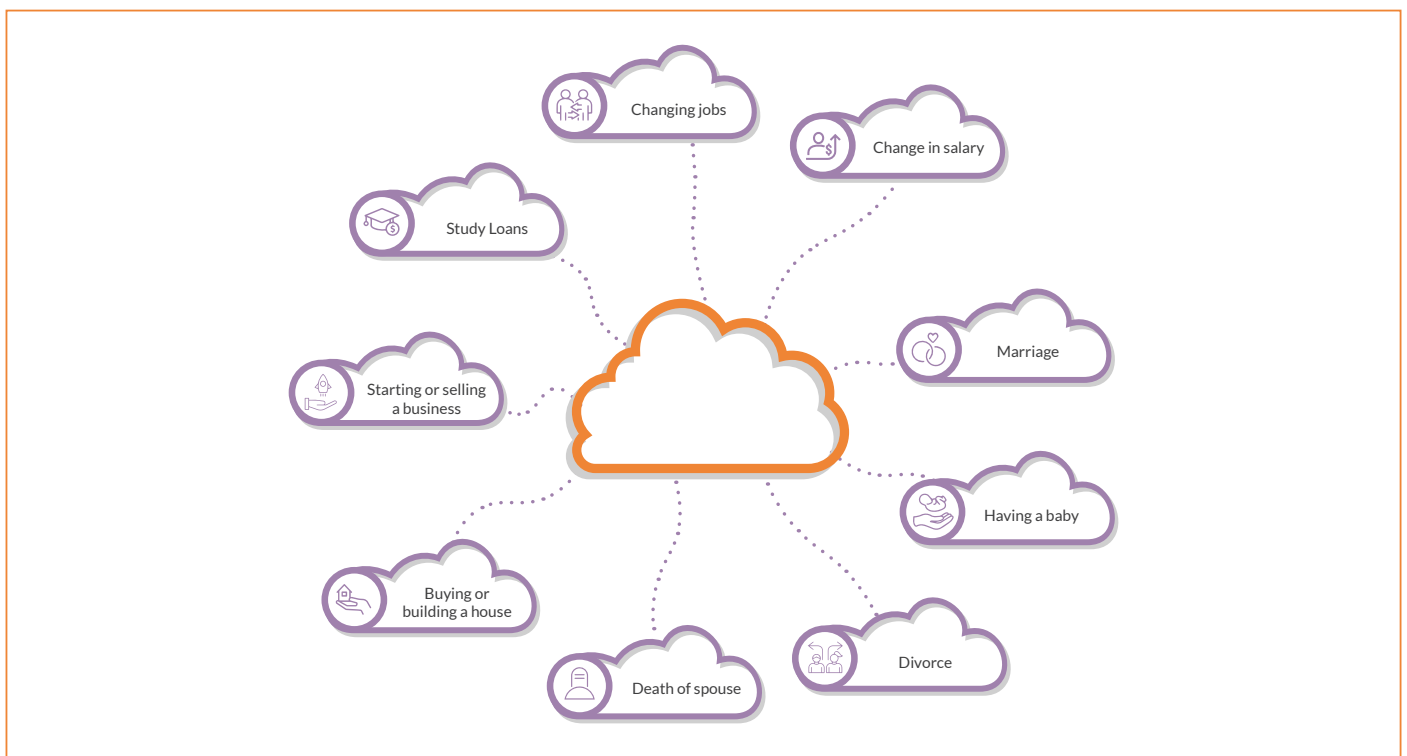 Changing jobs
Change in salary
Study Loans
Marriage
Starting or selling
a business
Having a baby
Buying or
building a house
Divorce
Death of spouse